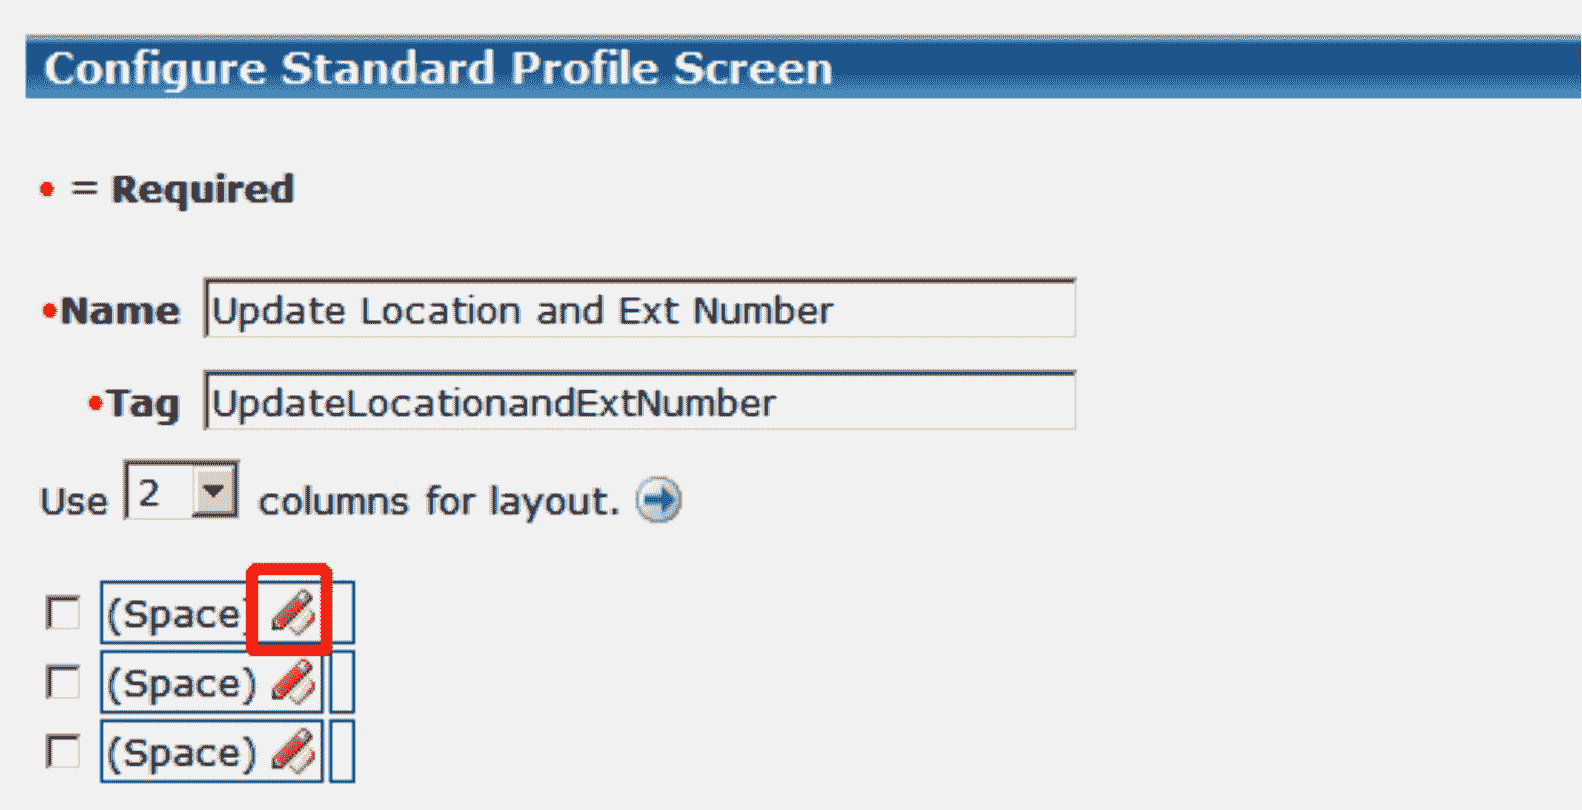 Configure Standard Profile Screen
• = Required
•Name Update Location and Ext Number
•Tag UpdateLocationandExtNumber
Use 2 columns for layout.
(Space)
(Space)
(Space)